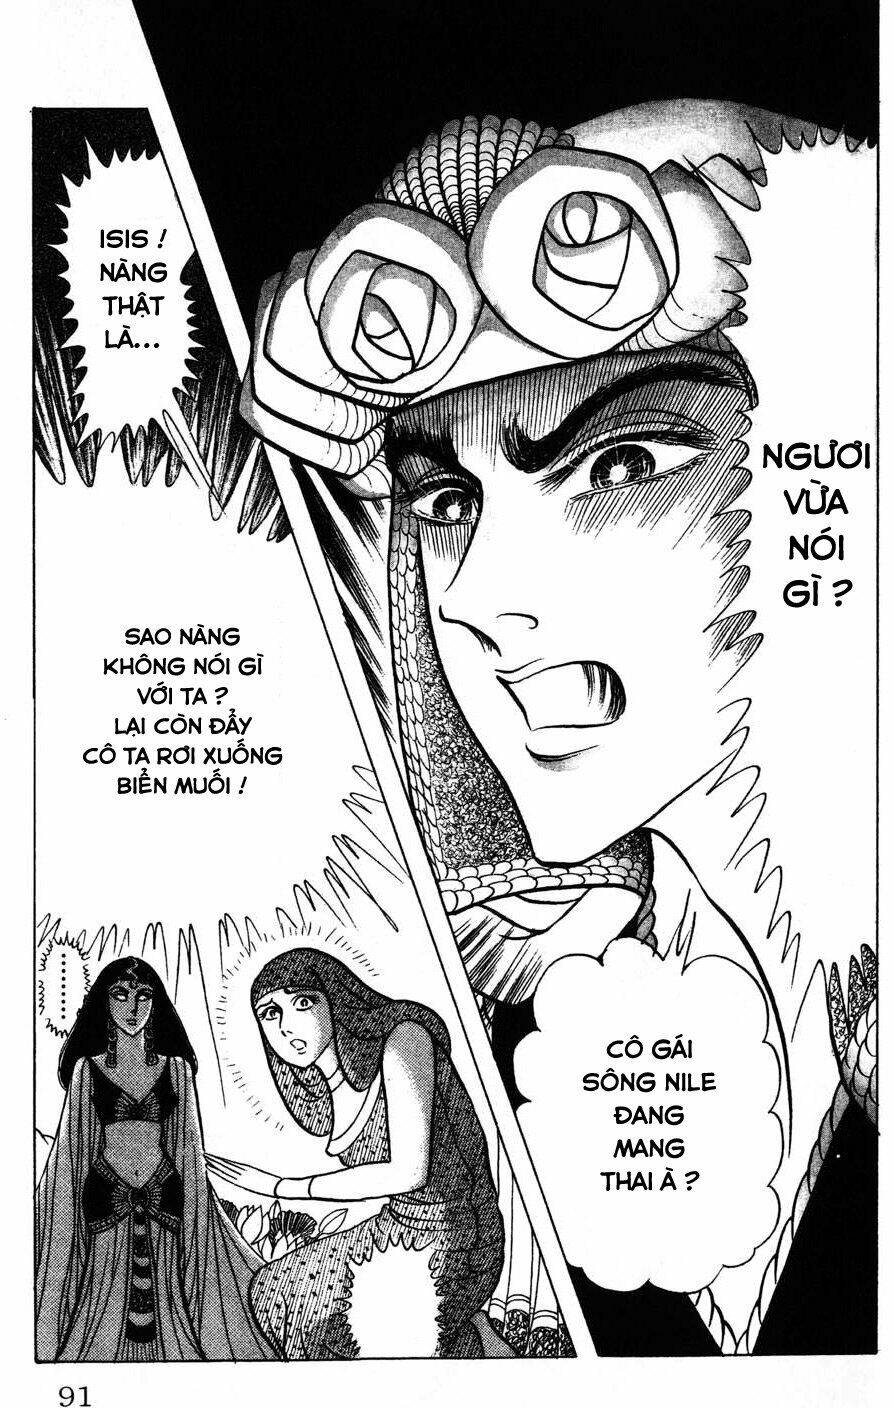 NGƯƠI
VỪA
NÓI
GÌ ?
CÔ GÁI
SÔNG NILE
ĐANG
MANG
THAI À ?
ISIS !
NÀNG
THẬT
LÀ...
SAO NÀNG
KHÔNG NÓI GÌ
VỚI TA ?
LẠI CÒN ĐẨY
CÔ TA RƠI XUỐNG
BIỂN MUỐI !
........
91